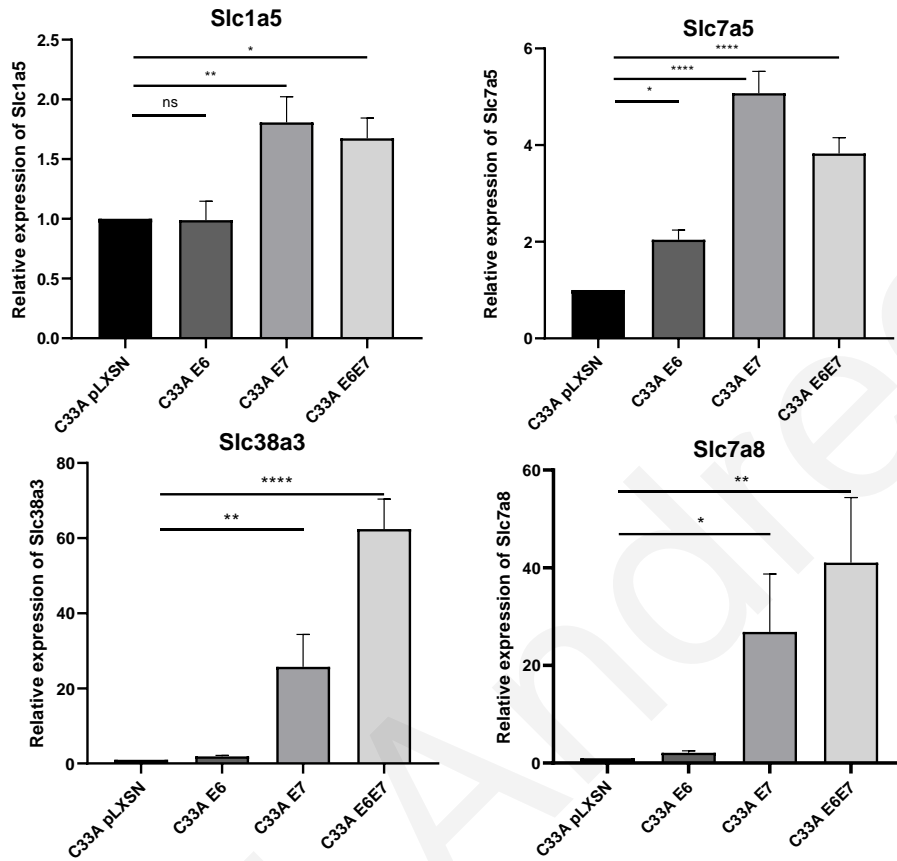 Slc1a5
Relative expression of Slc1a5
2.5
2.0
1.5
1.0
0.5
0.0
*
**
ns
C33A pLXSN
C33A E6
C33A E7
C33A E6E7
Slc7a5
Relative expression of Slc7a5
6
4
2
0
****
****
*
C33A pLXSN
C33A E6
C33A E7
C33A E6E7
Slc38a3
Relative expression of Slc38a3
80
60
40
20
0
****
**
C33A pLXSN
C33A E6
C33A E7
C33A E6E7
Slc7a8
Relative expression of Slc7a8
60
40
20
0
**
*
C33A pLXSN
C33A E6
C33A E7
C33A E6E7